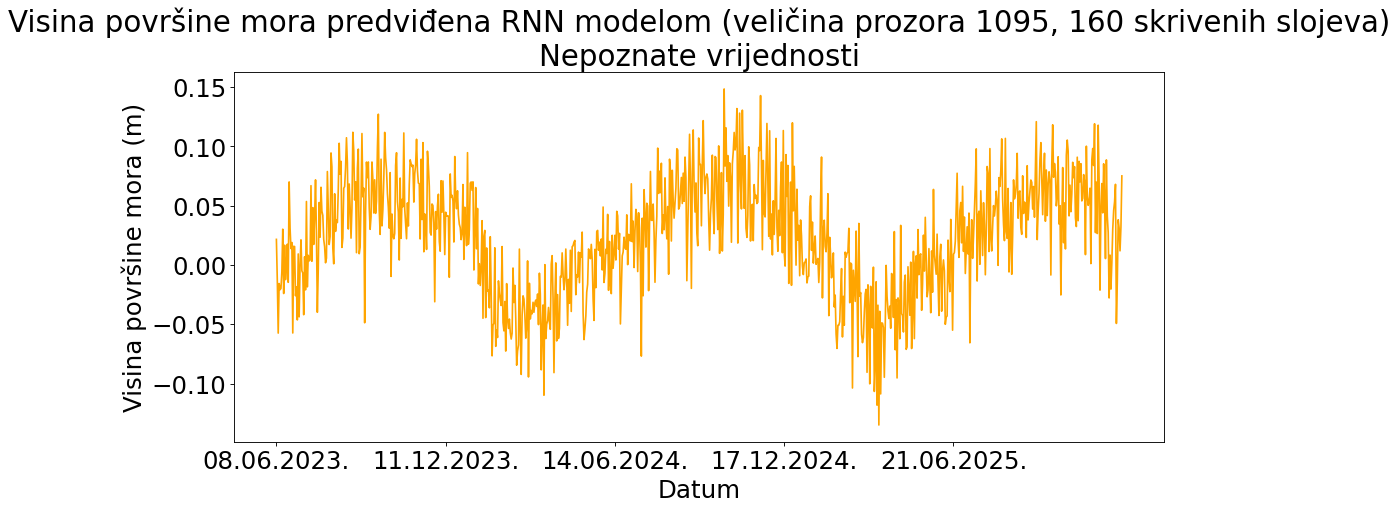 Visina površine mora predviđena RNN modelom (veličina prozora 1095, 160 skrivenih slojeva)
Nepoznate vrijednosti
Visina površine mora (m)
0.15
0.10
0.05
0.00
−0.05
−0.10
08.06.2023.
11.12.2023.
14.06.2024.
17.12.2024.
21.06.2025.
Datum